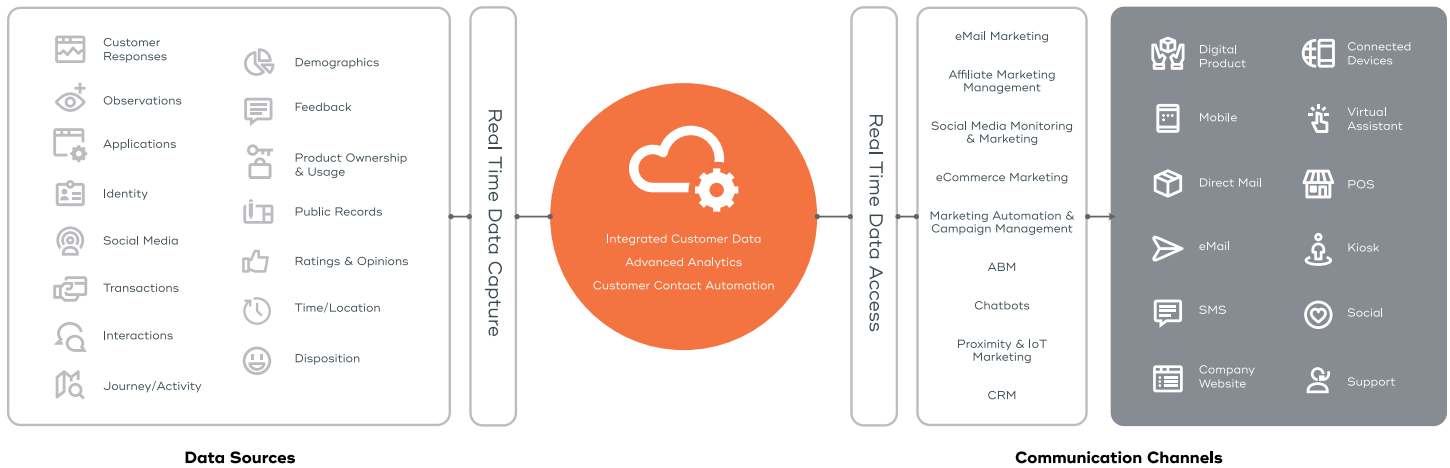 Customer
Responses
Observations
Applications
Identity
Social Media
Transactions
Interactions
Journey/Activity
Demographics
Feedback
Product Ownership
& Usage
Public Records
Ratings & Opinions
Time/Location
Disposition
Real Time Data Capture
Integrated Customer Data
Advanced Analytics
Customer Contact Automation
Real Time Data Access
eMail Marketing
Affiliate Marketing
Management
Social Media Monitoring
& Marketing
eCommerce Marketing
Marketing Automation &
Campaign Management
ABM
Chatbots
Proximity & IoT
Marketing
CRM
Digital
Product
Mobile
Direct Mail
eMail
SMS
Company
Website
Connected
Devices
Virtual
Assistant
POS
Kiosk
Social
Support
Data Sources
Communication Channels